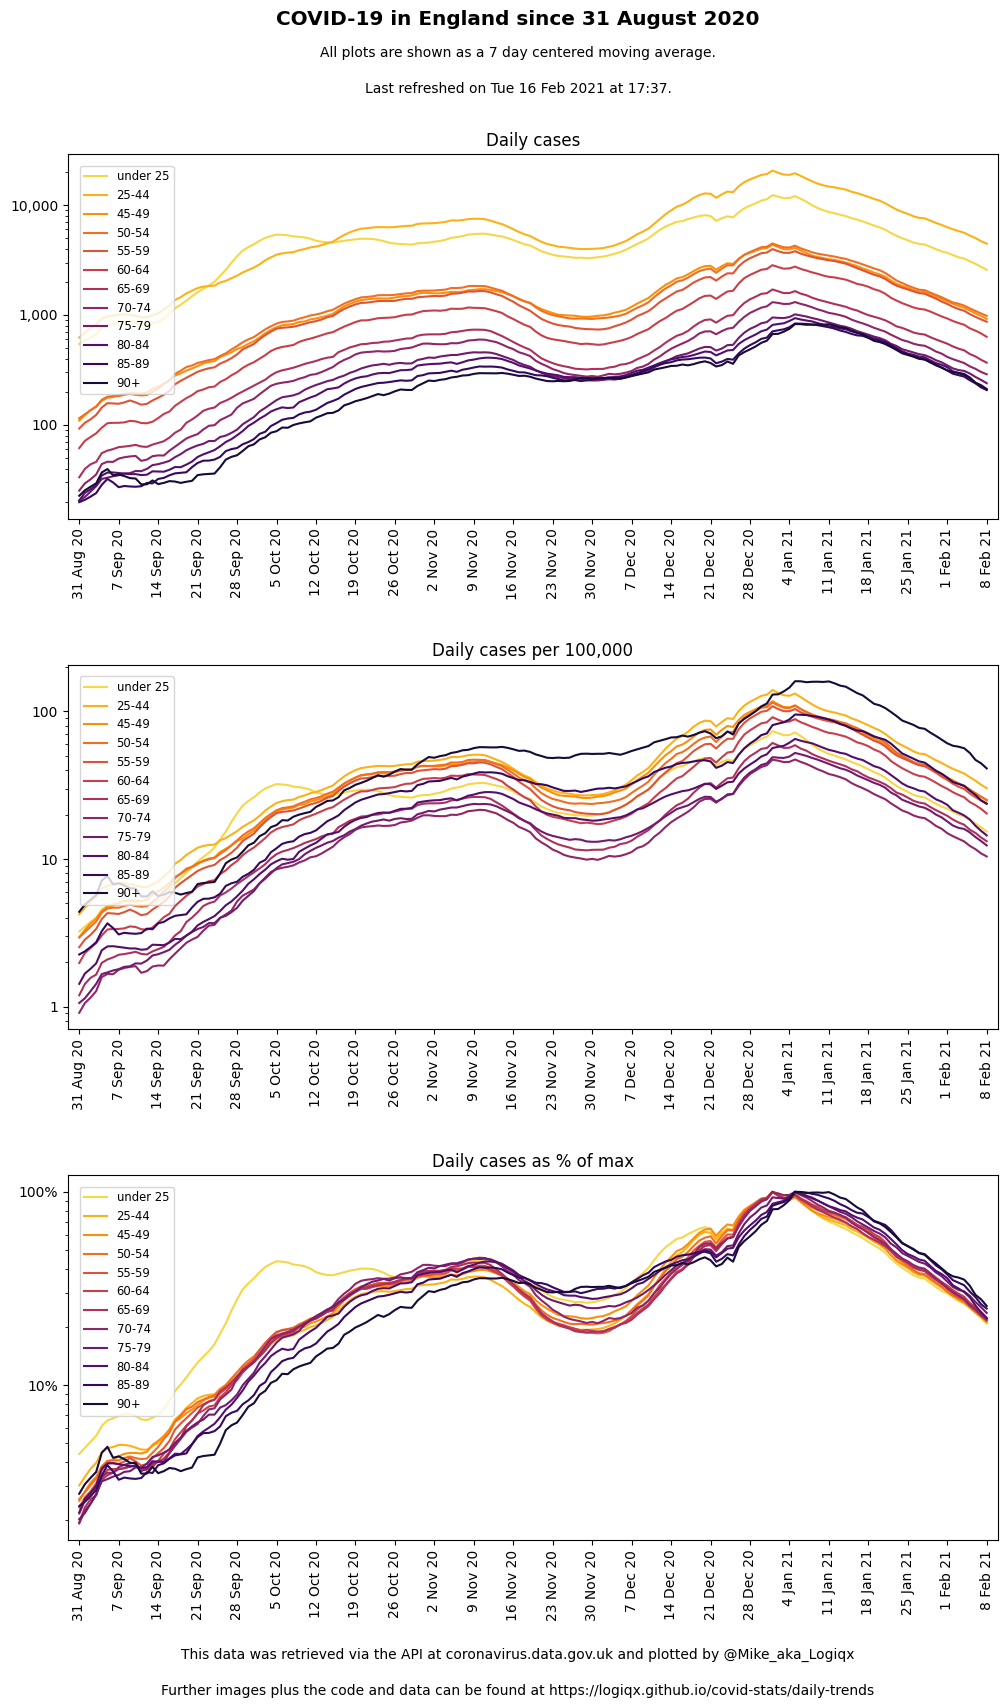 COVID-19 in England since 31 August 2020
All plots are shown as a 7 day centered moving average.
Last refreshed on Tue 16 Feb 2021 at 17:37.
Daily cases
under 25
25-44
45-49
50-54
55-59
60-64
65-69
70-74
75-79
80-84
85-89
90+
10,000
1,000
100
31 Aug 20
7 Sep 20
14 Sep 20
21 Sep 20
28 Sep 20
5 Oct 20
12 Oct 20
19 Oct 20
26 Oct 20
2 Nov 20
9 Nov 20
16 Nov 20
23 Nov 20
30 Nov 20
7 Dec 20
14 Dec 20
21 Dec 20
28 Dec 20
4 Jan 21
11 Jan 21
18 Jan 21
25 Jan 21
1 Feb 21
8 Feb 21
Daily cases per 100,000
under 25
25-44
45-49
50-54
55-59
60-64
65-69
70-74
75-79
80-84
85-89
90+
100
10
1
31 Aug 20
7 Sep 20
14 Sep 20
21 Sep 20
28 Sep 20
5 Oct 20
12 Oct 20
19 Oct 20
26 Oct 20
2 Nov 20
9 Nov 20
16 Nov 20
23 Nov 20
30 Nov 20
7 Dec 20
14 Dec 20
21 Dec 20
28 Dec 20
4 Jan 21
11 Jan 21
18 Jan 21
25 Jan 21
1 Feb 21
8 Feb 21
Daily cases as % of max
under 25
25-44
45-49
50-54
55-59
60-64
65-69
70-74
75-79
80-84
85-89
90+
100%
10%
31 Aug 20
7 Sep 20
14 Sep 20
21 Sep 20
28 Sep 20
5 Oct 20
12 Oct 20
19 Oct 20
26 Oct 20
2 Nov 20
9 Nov 20
16 Nov 20
23 Nov 20
30 Nov 20
7 Dec 20
14 Dec 20
21 Dec 20
28 Dec 20
4 Jan 21
11 Jan 21
18 Jan 21
25 Jan 21
1 Feb 21
8 Feb 21
This data was retrieved via the API at coronavirus.data.gov.uk and plotted by @Mike_aka_Logiqx
Further images plus the code and data can be found at https://logiqx.github.io/covid-stats/daily-trends